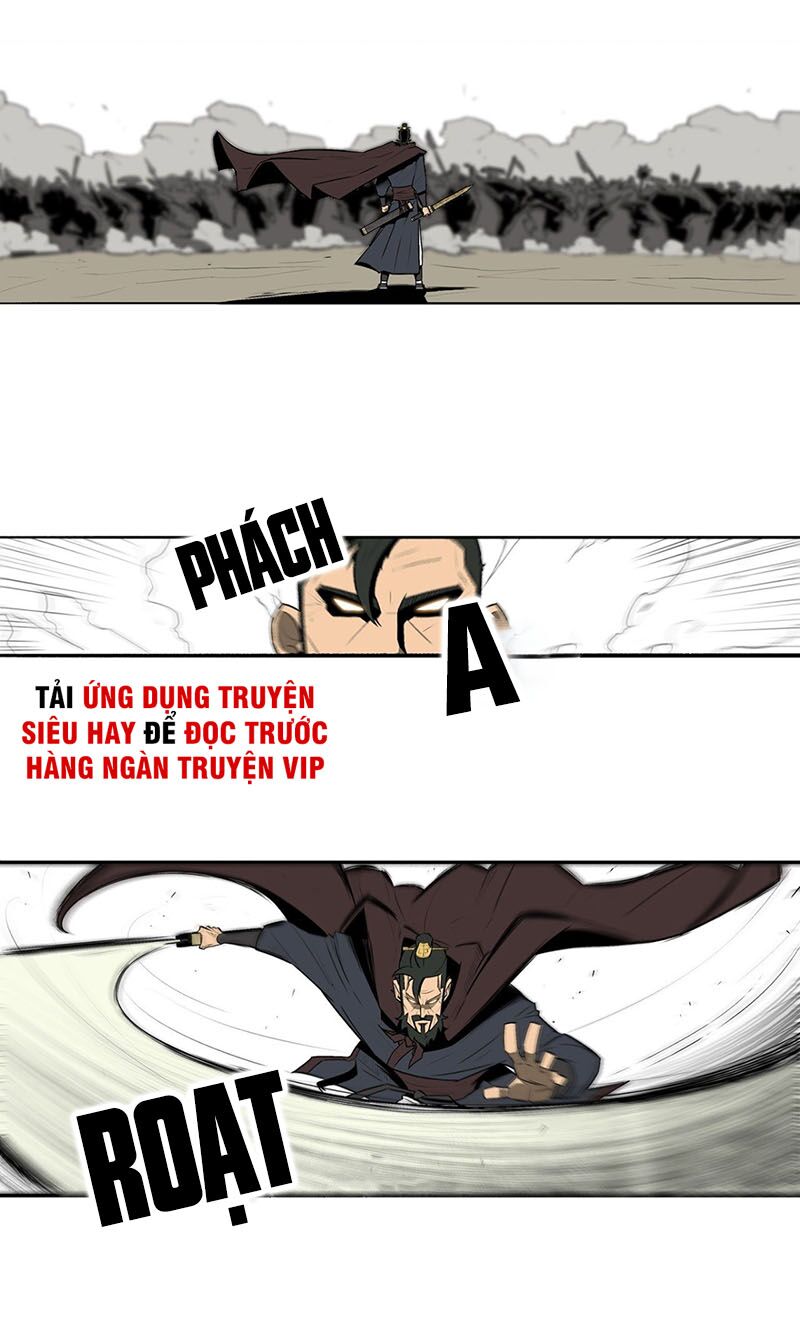 PHÁCH
A
TẢI ỨNG DỤNG TRUYỆN
SIÊU HAY ĐỂ ĐỌC TRƯỚC
HÀNG NGÀN TRUYỆN VIP
ROẠT